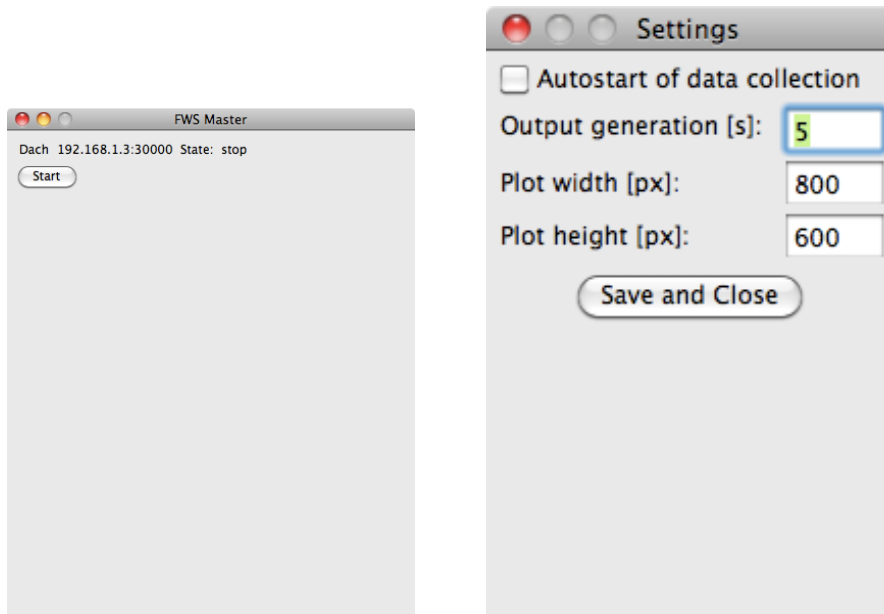 FWS Master
Dach 192.168.1.3:30000 State: stop
Start
Settings
Autostart of data collection
Output generation [s]: 5
Plot width [px]: 800
Plot height [px]: 600
Save and Close